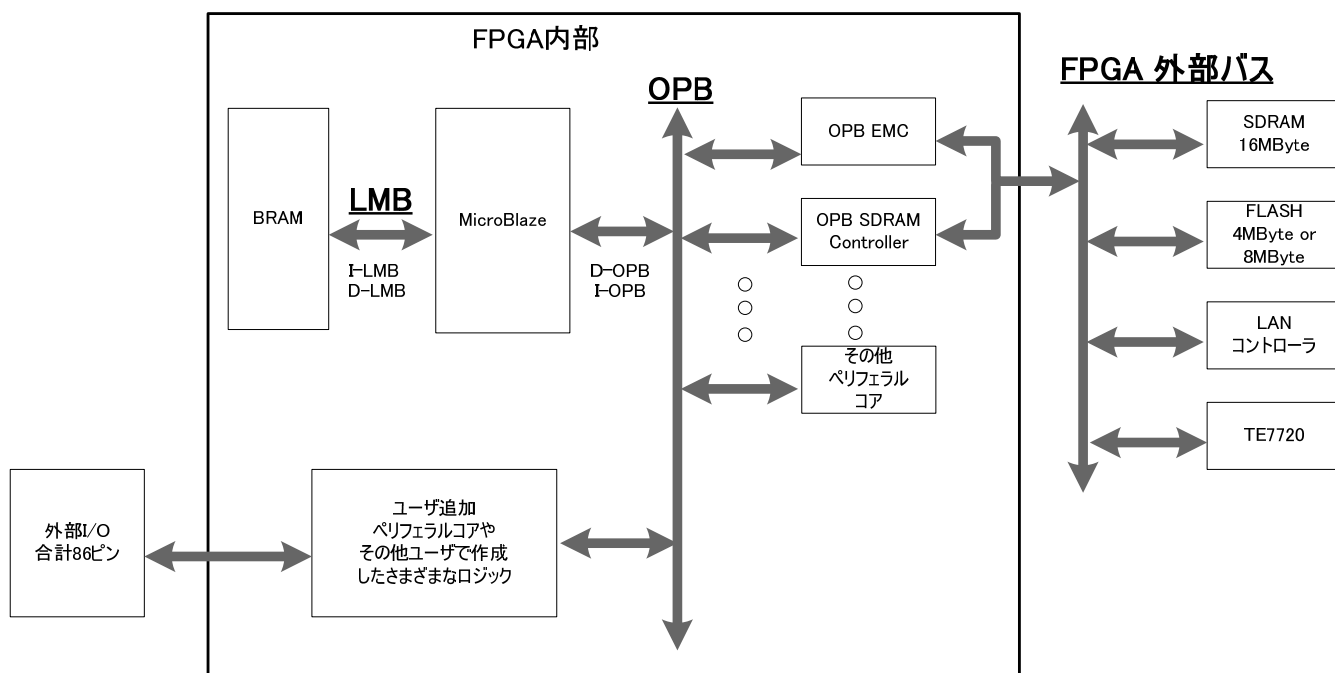 FPGA内部
FPGA 外部バス
OPB
OPB EMC
SDRAM
16MByte
BRAM
LMB
I-LMB
D-LMB
MicroBlaze
D-OPB
I-OPB
OPB SDRAM
Controller
FLASH
4MByte or
8MByte
LAN
コントローラ
その他
ペリフェラル
コア
TE7720
外部I/O
合計86ピン
ユーザ追加
ペリフェラルコアや
その他ユーザで作成
したさまざまなロジック